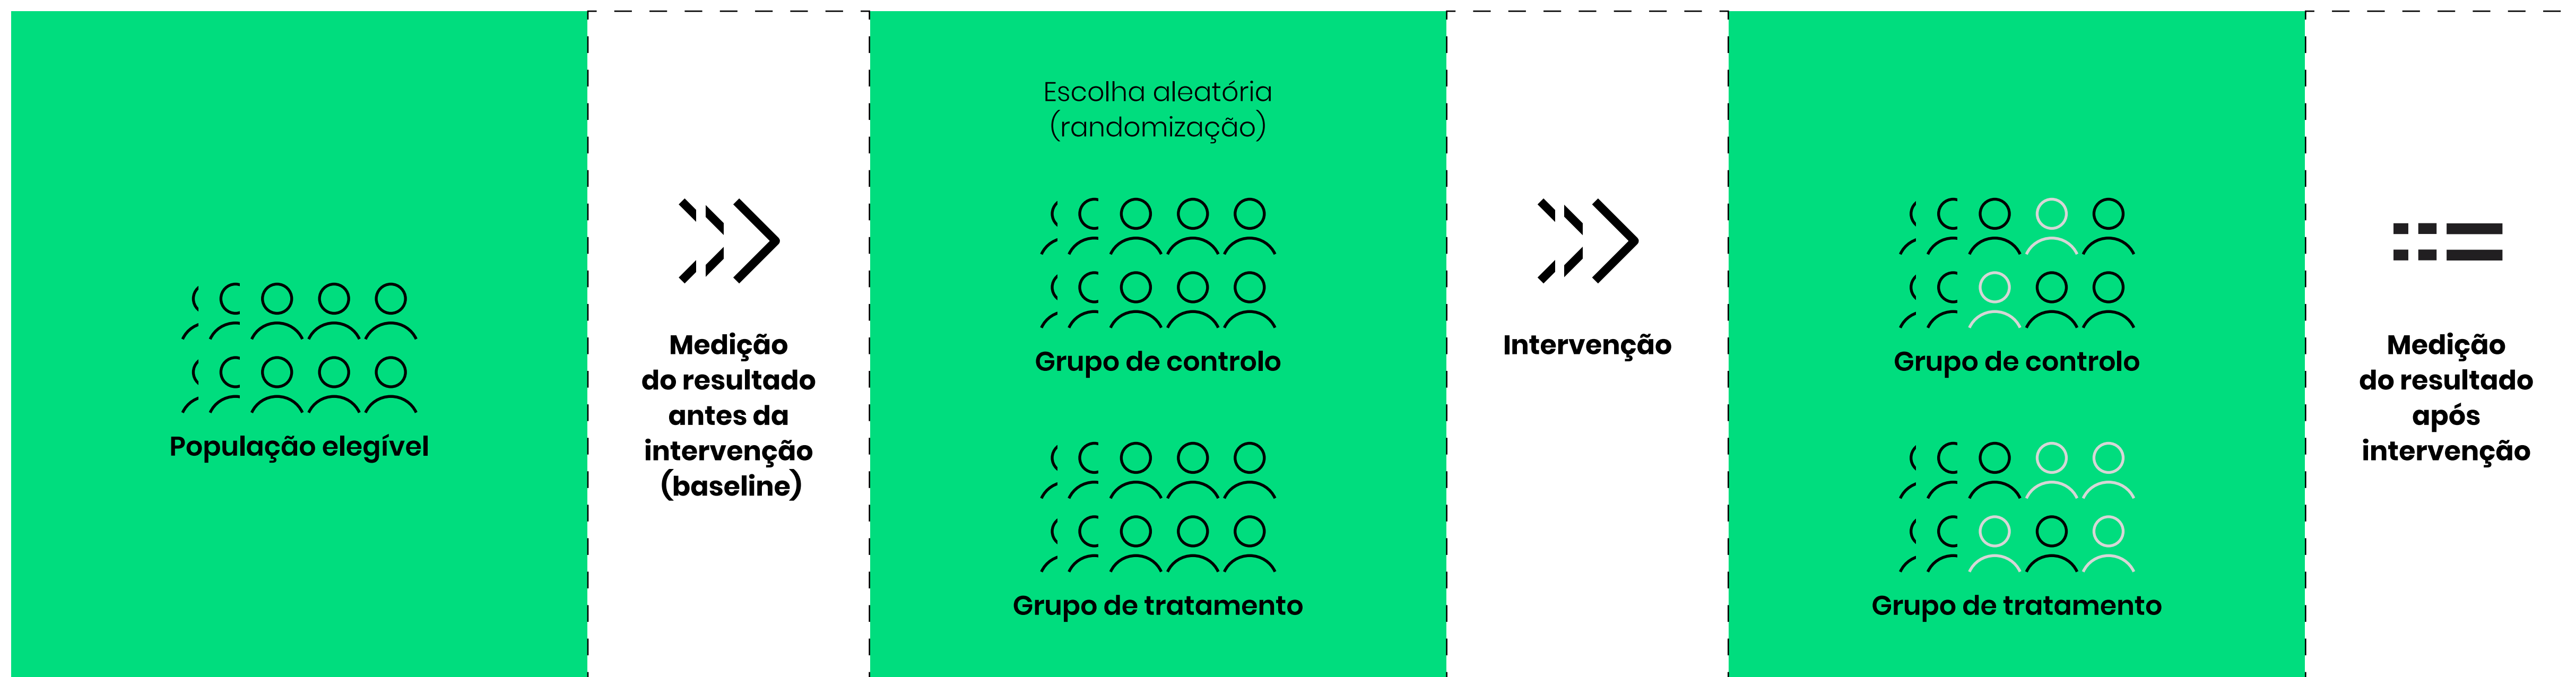 População elegível
Medição
do resultado
antes da
intervenção
(baseline)
Escolha aleatória
(randomização)
Grupo de controlo
Grupo de tratamento
Intervenção
Grupo de controlo
Grupo de tratamento
Medição
do resultado
após
intervenção